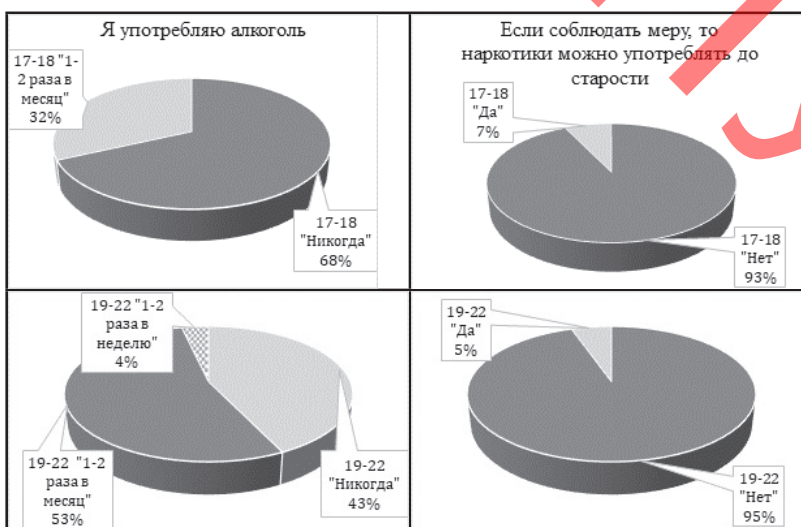 Я употребляю алкоголь
17-18 "1-
2 раза в
месяц"
32%
17-18
"Никогда"
68%
Если соблюдать меру, то
наркотики можно употреблять до
старости
17-18
"Да"
7%
17-18
"Нет"
93%
19-22 "1-2
раза в
неделю"
4%
19-22 "1-2
раза в
месяц"
53%
19-22
"Никогда"
43%
19-22
"Да"
5%
19-22
"Нет"
95%